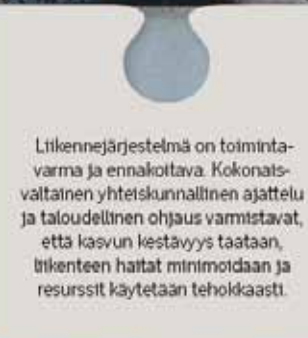 Liikennejärjestelmä on toiminta-
varma ja ennakoitava. Kokonais-
valtainen yhteiskunnallinen ajattelu
ja taloudellinen ohjaus varmistavat,
että kasvun kestävyys taataan,
liikenteen haitat minimoidaan ja
resurssit käytetään tehokkaasti.